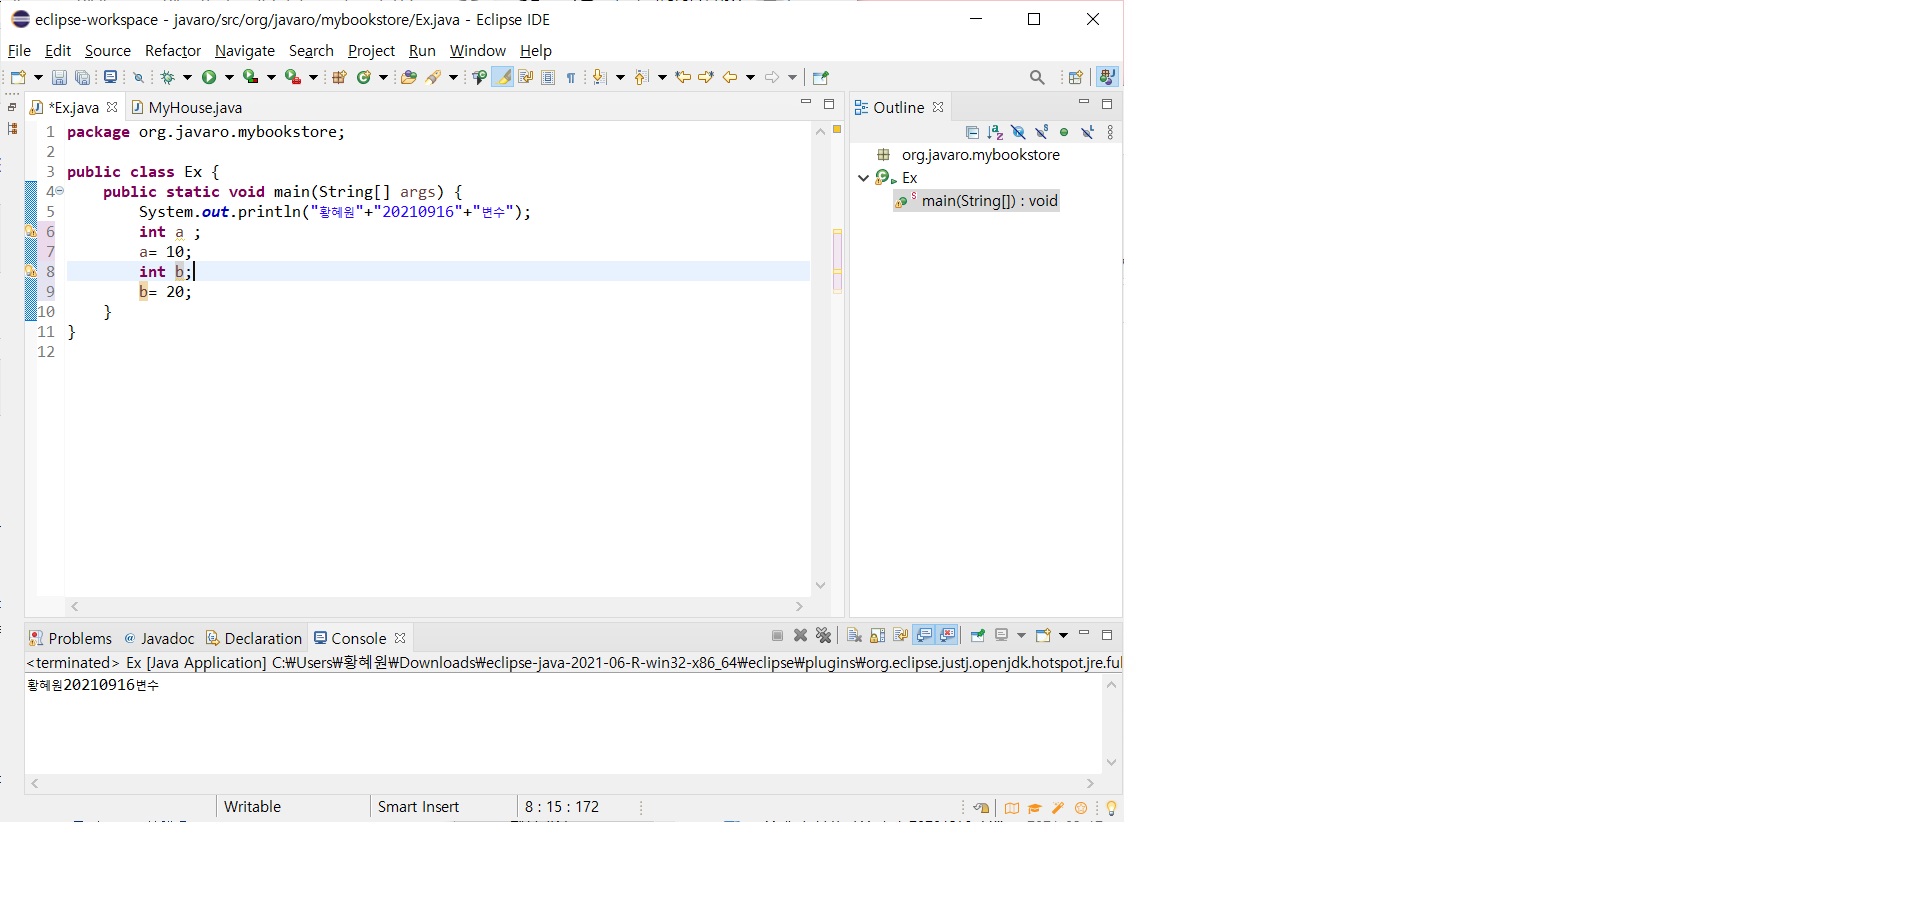 eclipse-workspace - javaro/src/org/javaro/mybookstore/Ex.java - Eclipse IDE
File Edit Source Refactor Navigate Search Project Run Window Help
*Ex.java MyHouse.java
Outline
1 package org.javaro.mybookstore;
2
3 public class Ex {
4 public static void main(String[] args) {
5 System.out.println("황혜원"+"20210916"+"변수");
6 int a ;
7 a= 10;
8 int b;
9 b= 20;
10 }
11 }
12
org.javaro.mybookstore
Ex
main(String[]) : void
Problems @ Javadoc Declaration Console
<terminated> Ex [Java Application] C:₩Users₩황혜원₩Downloads₩eclipse-java-2021-06-R-win32-x86_64₩eclipse₩plugins₩org.eclipse.justj.openjdk.hotspot.jre.ful
황혜원20210916변수
Writable Smart Insert 8 : 15 : 172